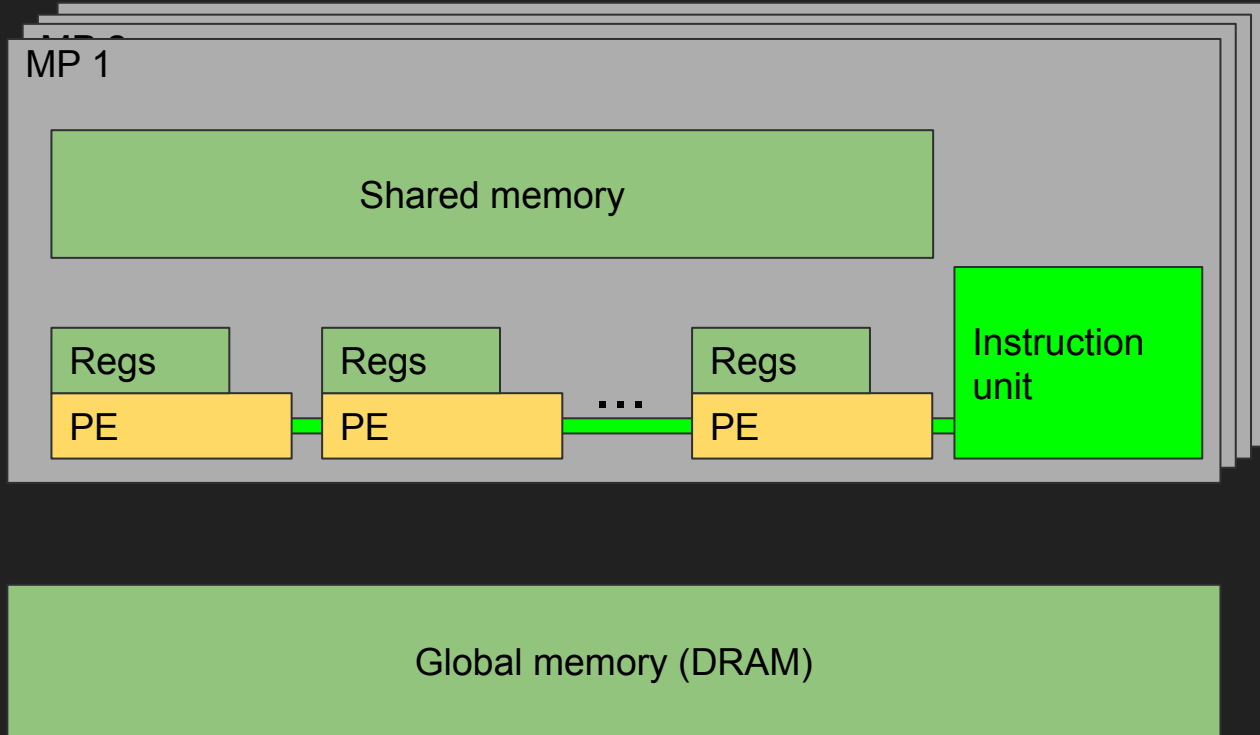 MP 1
Shared memory
Regs
Regs
Regs
Instruction
unit
PE
PE
...
PE
Global memory (DRAM)